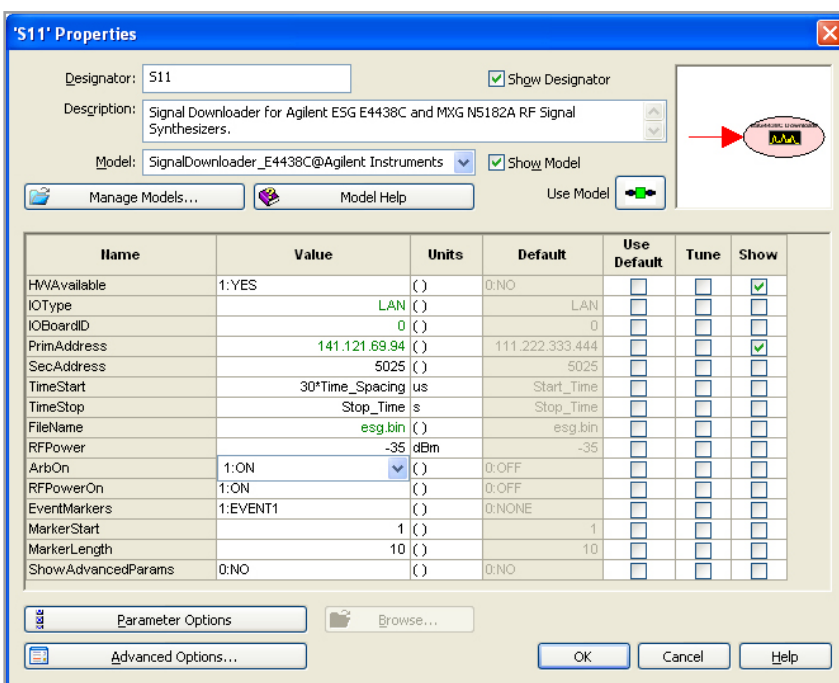 'S11' Properties
Designator: S11
Show Designator
Description: Signal Downloader for Agilent ESG E4438C and MXG N5182A RF Signal
Synthesizers.
Model: SignalDownloader_E4438C@Agilent Instruments
Show Model
Manage Models...
Model Help
Use Model
Name Value Units Default Use Default Tune Show
HWAvailable 1:YES () 0:NO
IOType LAN () LAN
IOBoardID 0 () 0
PrimAddress 141.121.69.94 () 111.222.333.444
SecAddress 5025 () 5025
TimeStart 30*Time_Spacing us Start_Time
TimeStop Stop_Time s Stop_Time
FileName esg.bin () esg.bin
RFPower -35 dBm -35
ArbOn 1:ON () 0:OFF
RFPowerOn 1:ON () 0:OFF
EventMarkers 1:EVENT1 () 0:NONE
MarkerStart 1 () 1
MarkerLength 10 () 10
ShowAdvancedParams 0:NO () 0:NO
Parameter Options
Browse...
Advanced Options...
OK
Cancel
Help